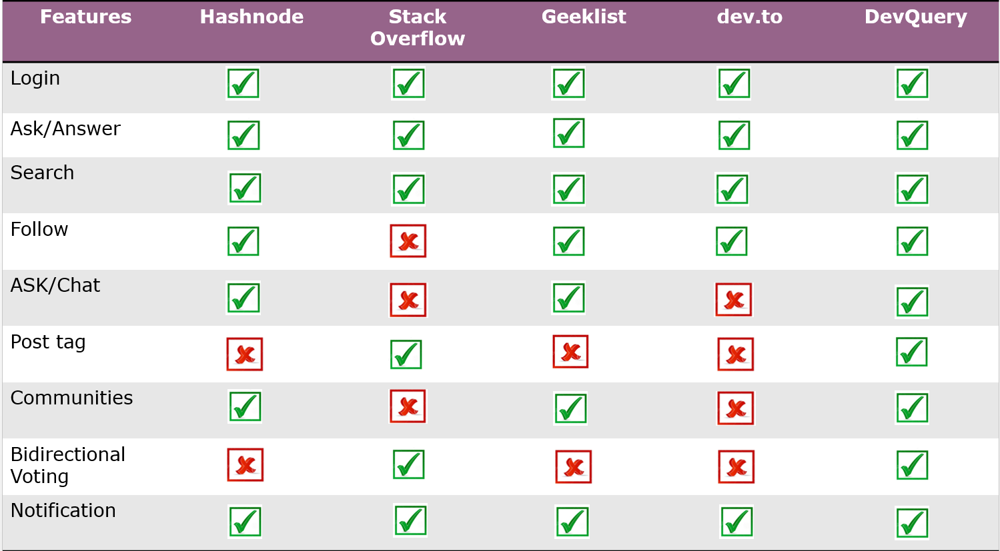 Features Hashnode Stack Geeklist dev.to DevQuery
Overflow
Login
Ask/Answer
Search
Follow
ASK/Chat
Post tag
Communities
Bidirectional
Voting
Notification